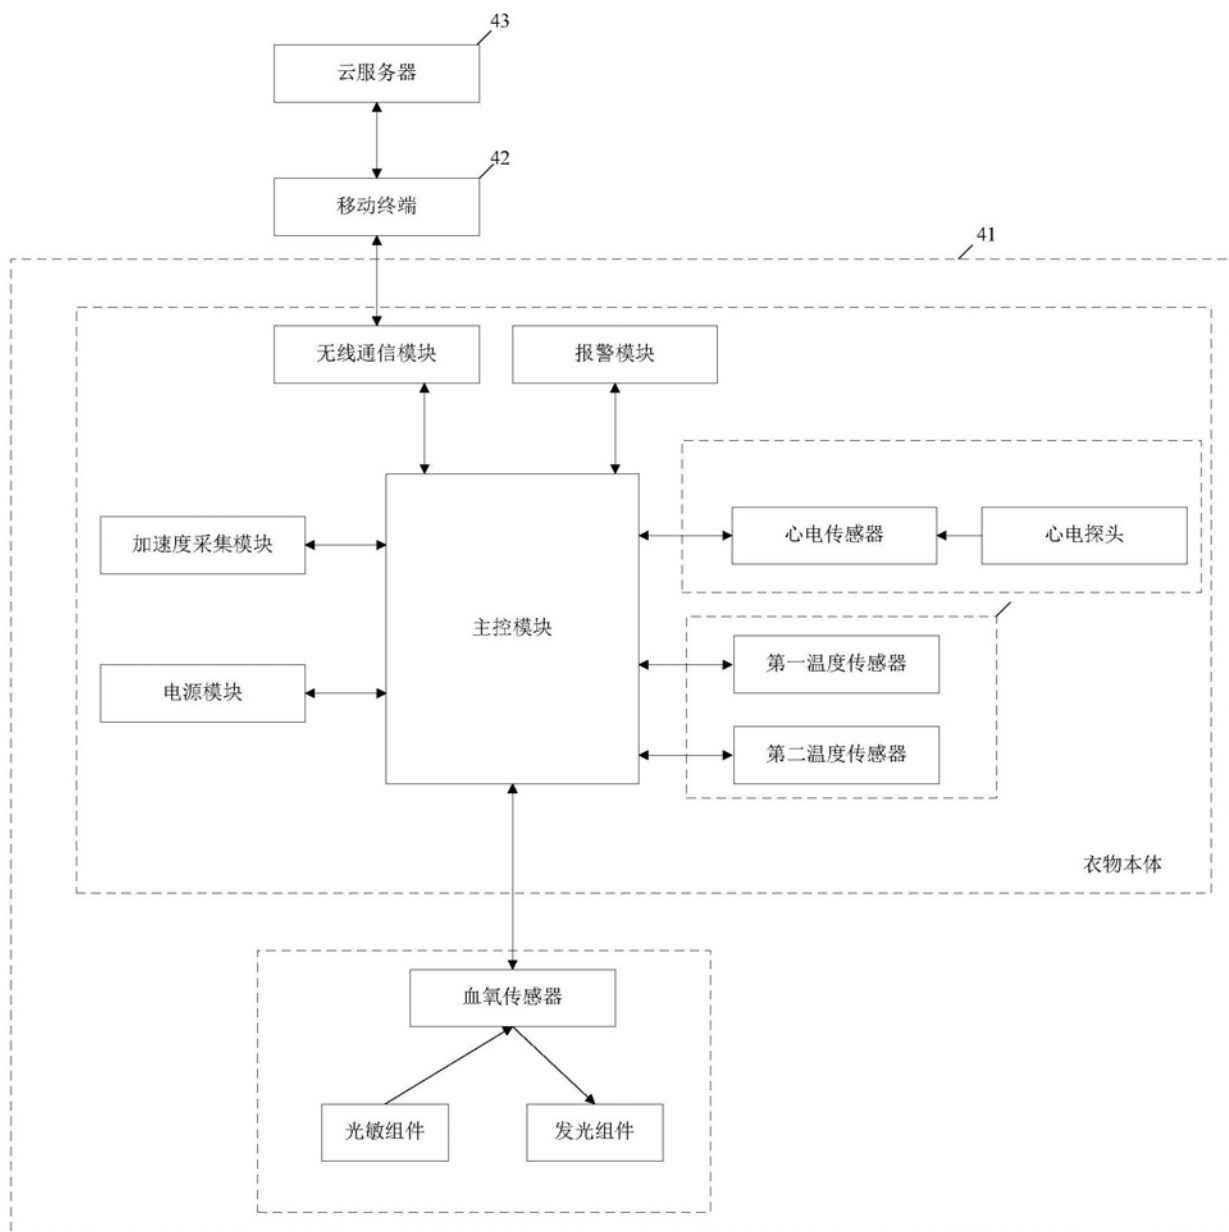 43
云服务器
42
移动终端
41
无线通信模块
报警模块
加速度采集模块
心电传感器
心电探头
主控模块
第一温度传感器
电源模块
第二温度传感器
衣物本体
血氧传感器
光敏组件
发光组件